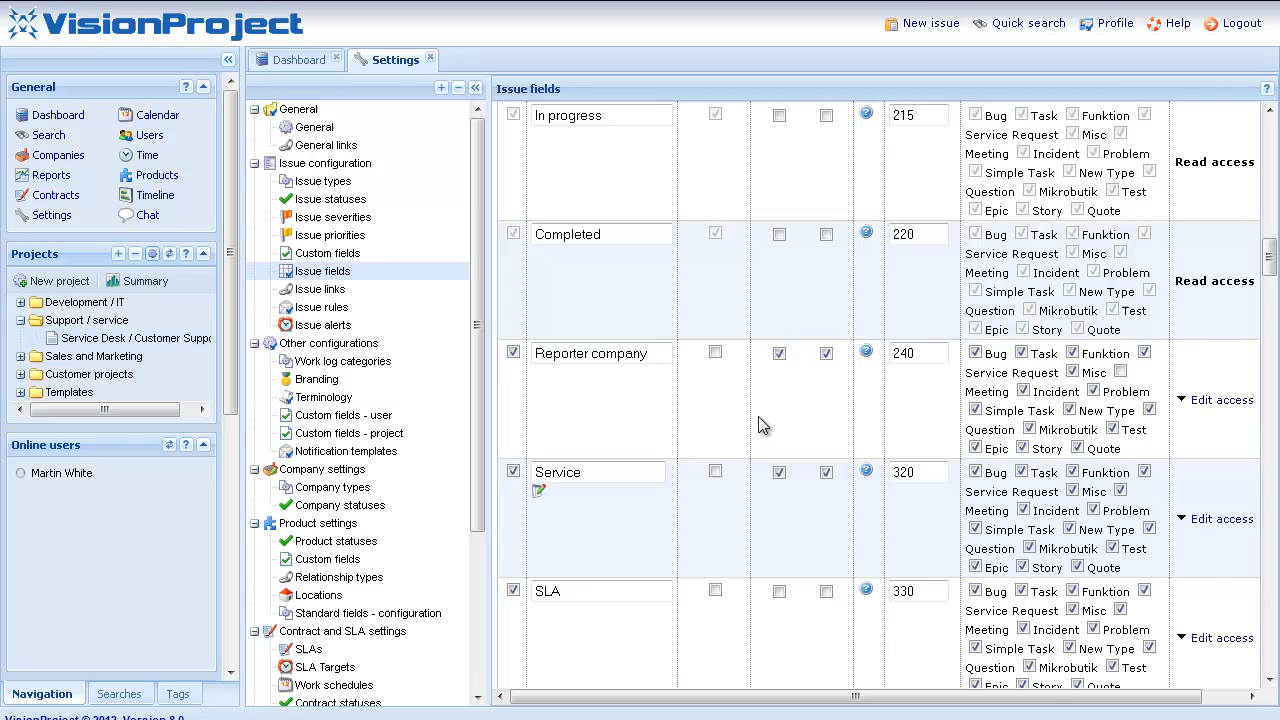 VisionProject
New issue Quick search Profile Help Logout
Dashboard Settings
General
Dashboard Calendar
Search Users
Companies Time
Reports Products
Contracts Timeline
Settings Chat
Projects
New project Summary
Development / IT
Support / service
Service Desk / Customer Suppo
Sales and Marketing
Customer projects
Templates
Online users
Martin White
Navigation Searches Tags
VisionProject © 2012, Version 8.0
General
General
General links
Issue configuration
Issue types
Issue statuses
Issue severities
Issue priorities
Custom fields
Issue fields
Issue links
Issue rules
Issue alerts
Other configurations
Work log categories
Branding
Terminology
Custom fields - user
Custom fields - project
Notification templates
Company settings
Company types
Company statuses
Product settings
Product statuses
Custom fields
Relationship types
Locations
Standard fields - configuration
Contract and SLA settings
SLAs
SLA Targets
Work schedules
Contract statuses
Issue fields
In progress 215
Bug Task Funktion
Service Request Misc
Meeting Incident Problem
Simple Task New Type
Question Mikrobutik Test
Epic Story Quote
Read access
Completed 220
Bug Task Funktion
Service Request Misc
Meeting Incident Problem
Simple Task New Type
Question Mikrobutik Test
Epic Story Quote
Read access
Reporter company 240
Bug Task Funktion
Service Request Misc
Meeting Incident Problem
Simple Task New Type
Question Mikrobutik Test
Epic Story Quote
Edit access
Service 320
Bug Task Funktion
Service Request Misc
Meeting Incident Problem
Simple Task New Type
Question Mikrobutik Test
Epic Story Quote
Edit access
SLA 330
Bug Task Funktion
Service Request Misc
Meeting Incident Problem
Simple Task New Type
Question Mikrobutik Test
Epic Story Quote
Edit access